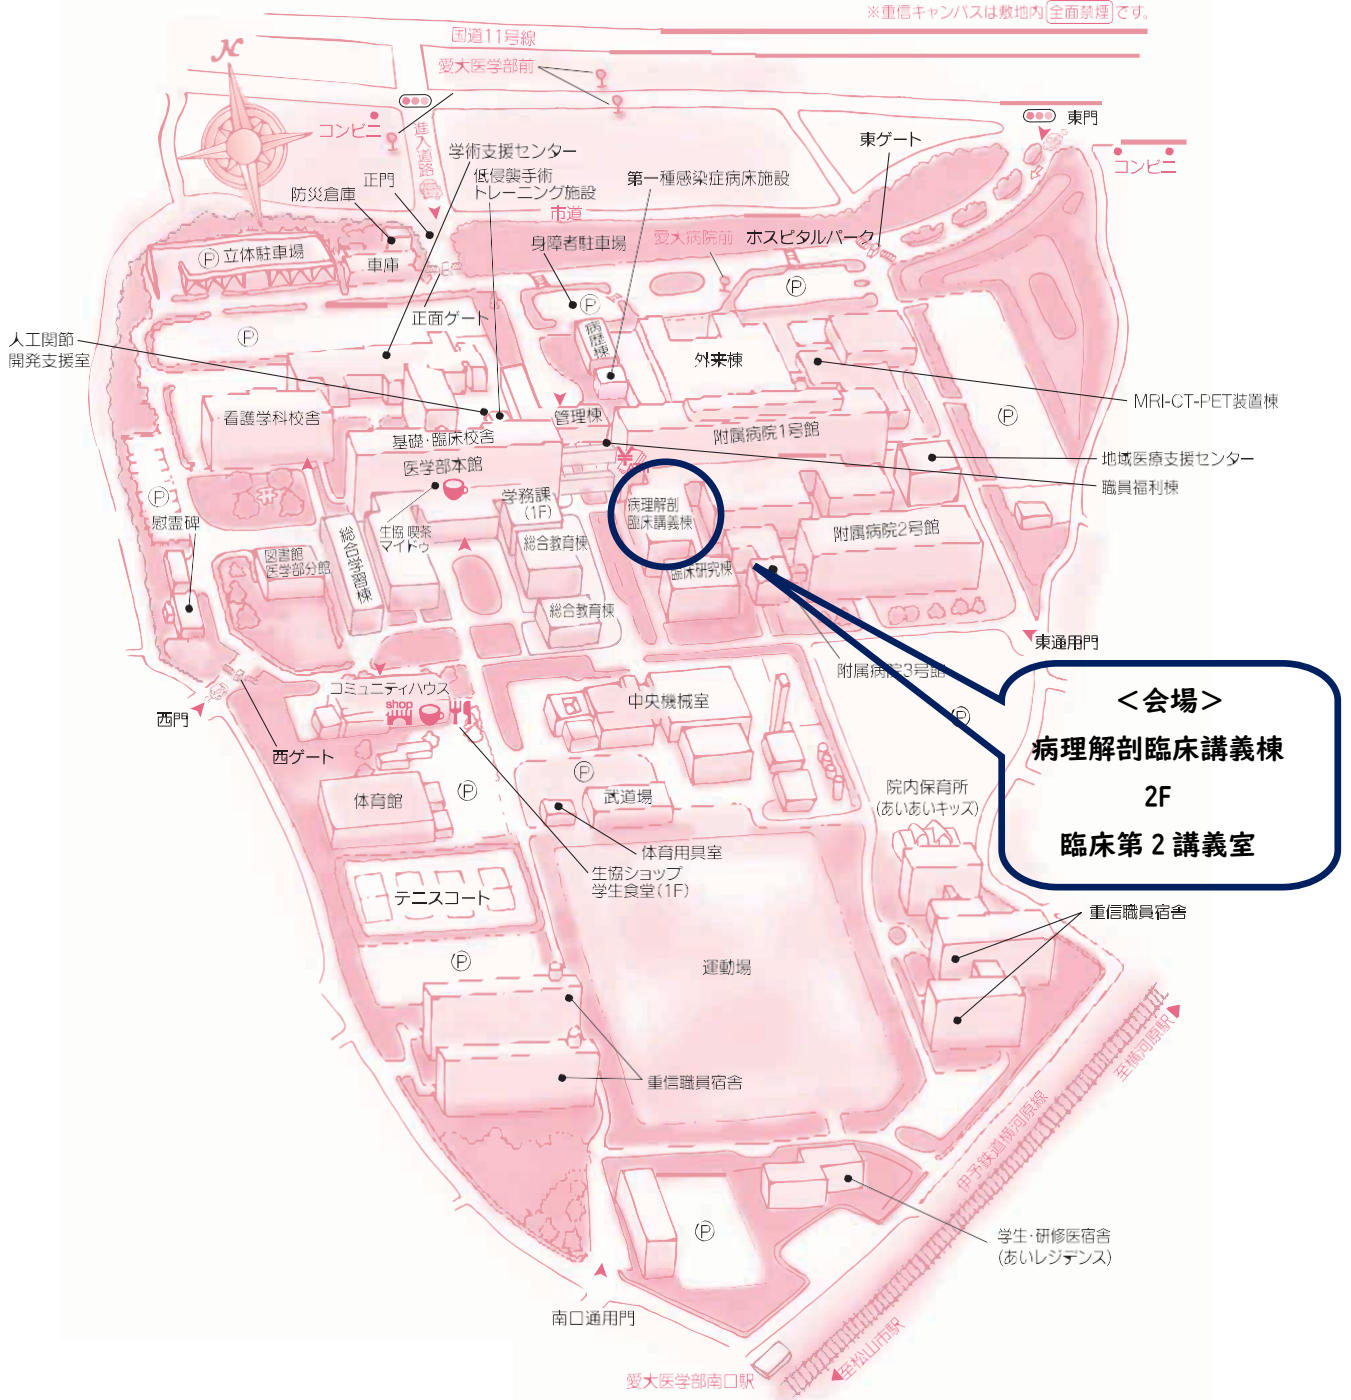 ※重信キャンパスは敷地内全面禁煙です。
国道11号線
愛大医学部前
コンビニ
進入道路
東門
コンビニ
東ゲート
学術支援センター
低侵襲手術
トレーニング施設
第一種感染症病床施設
正門
防災倉庫
市道
愛大病院前
ホスピタルパーク
身障者駐車場
P 立体駐車場
車庫
P
P
正面ゲート
P
病歴棟
外来棟
人工関節
開発支援室
MRI-CT-PET装置棟
P
看護学科校舎
管理棟
附属病院1号館
基礎・臨床校舎
医学部本館
地域医療支援センター
職員福利棟
P
学務課
(1F)
病理解剖
臨床講義棟
慰霊碑
生協 喫茶
マイドゥ
総合教育棟
附属病院2号館
図書館
医学部分館
総合学習棟
臨床研究棟
総合教育棟
東通用門
附属病院3号館
コミュニティハウス
shop
中央機械室
西門
西ゲート
P
<会場>
病理解剖臨床講義棟
2F
臨床第2講義室
P
P
体育館
武道場
院内保育所
(あいあいキッズ)
体育用具室
生協ショップ
学生食堂(1F)
テニスコート
重信職員宿舎
P
運動場
重信職員宿舎
至横河原駅
伊予鉄道横河原線
P
学生・研修医宿舎
(あいレジデンス)
南口通用門
至松山市駅
愛大医学部南口駅